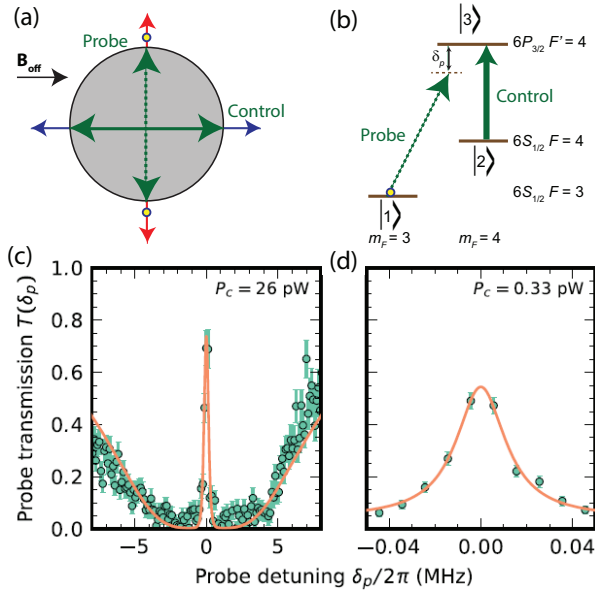 (a)
Probe
B_off
Control
(b)
|3⟩
6P_3/2 F' = 4
δ_p
Control
Probe
6S_1/2 F = 4
|2⟩
6S_1/2 F = 3
|1⟩
m_F = 3
m_F = 4
(c)
P_c = 26 pW
Probe transmission T(δ_p)
1.0
0.8
0.6
0.4
0.2
0.0
−5
0
5
(d)
P_c = 0.33 pW
−0.04
0.00
0.04
Probe detuning δ_p/2π (MHz)